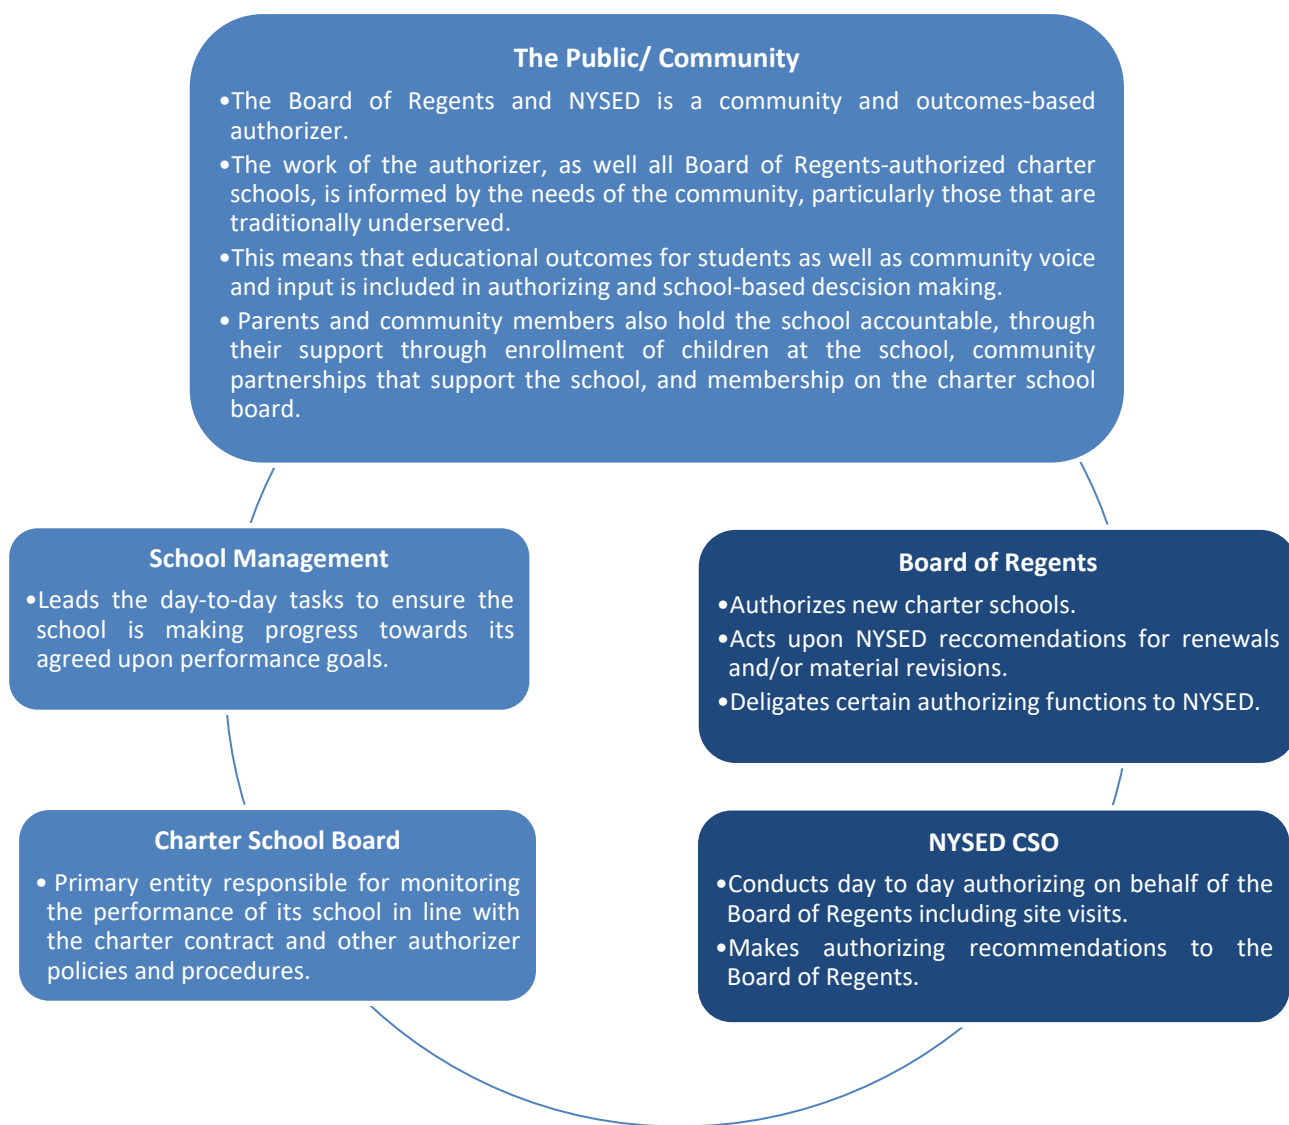 The Public/ Community
•The Board of Regents and NYSED is a community and outcomes-based
authorizer.
•The work of the authorizer, as well all Board of Regents-authorized charter
schools, is informed by the needs of the community, particularly those that are
traditionally underserved.
•This means that educational outcomes for students as well as community voice
and input is included in authorizing and school-based descision making.
• Parents and community members also hold the school accountable, through
their support through enrollment of children at the school, community
partnerships that support the school, and membership on the charter school
board.
School Management
•Leads the day-to-day tasks to ensure the
school is making progress towards its
agreed upon performance goals.
Board of Regents
•Authorizes new charter schools.
•Acts upon NYSED reccomendations for renewals
and/or material revisions.
•Deligates certain authorizing functions to NYSED.
Charter School Board
• Primary entity responsible for monitoring
the performance of its school in line with
the charter contract and other authorizer
policies and procedures.
NYSED CSO
•Conducts day to day authorizing on behalf of the
Board of Regents including site visits.
•Makes authorizing recommendations to the
Board of Regents.